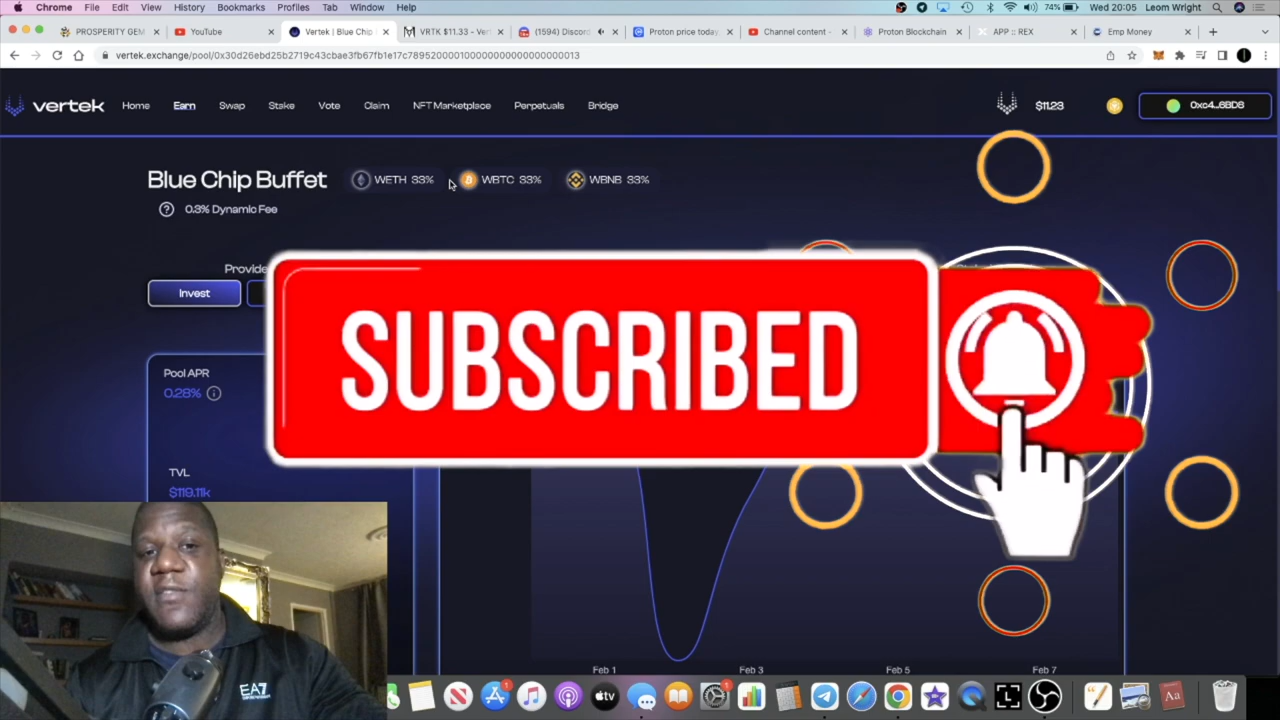 Chrome File Edit View History Bookmarks Profiles Tab Window Help 74% Wed 20:05 Leom Wright
PROSPERITY GEM YouTube Vertek | Blue Chip VRTK $11.33 - Ver (1594) Discord Proton price today Channel content - Proton Blockchain APP :: REX Emp Money
vertek.exchange/pool/0x30d26ebd25b2719c43cbae3fb67fb1e17c789520001000000000000000000013
vertek Home Earn Swap Stake Vote Claim NFT Marketplace Perpetuals Bridge $11.23 0xc4...6BD8
Blue Chip Buffet WETH 33% WBTC 33% WBNB 33%
? 0.3% Dynamic Fee
Provide
Invest
SUBSCRIBED
Pool APR
0.28%
TVL
$119.11k
EA7
Feb 1 Feb 3 Feb 5 Feb 7